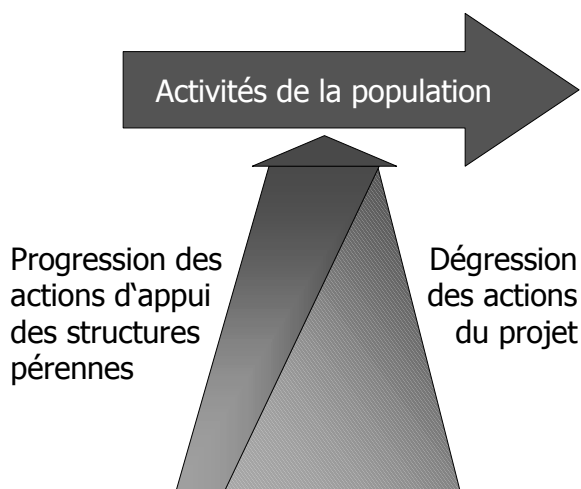 Activités de la population
Progression des
actions d‘appui
des structures
pérennes
Dégression
des actions
du projet